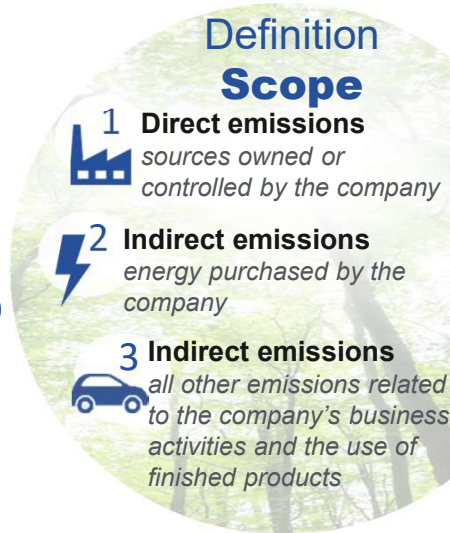 Definition
Scope
1 Direct emissions
sources owned or
controlled by the company
2 Indirect emissions
energy purchased by the
company
3 Indirect emissions
all other emissions related
to the company's business
activities and the use of
finished products